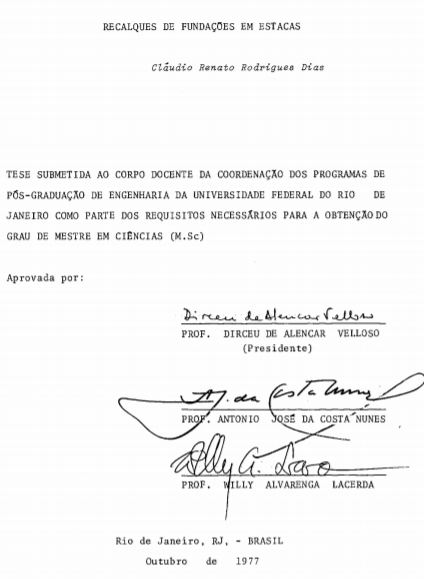 RECALQUES DE FUNDAÇÕES EM ESTACAS
Cláudio Renato Rodrigues Dias
TESE SUBMETIDA AO CORPO DOCENTE DA COORDENAÇÃO DOS PROGRAMAS DE
PÓS-GRADUAÇÃO DE ENGENHARIA DA UNIVERSIDADE FEDERAL DO RIO DE
JANEIRO COMO PARTE DOS REQUISITOS NECESSÁRIOS PARA A OBTENÇÃO DO
GRAU DE MESTRE EM CIÊNCIAS (M.Sc)
Aprovada por:
Dirceu de Alencar Velloso
PROF. DIRCEU DE ALENCAR VELLOSO
(Presidente)
A.J. da Costa Nunes
PROF. ANTONIO JOSÉ DA COSTA NUNES
Willy A. 
PROF. WILLY ALVARENGA LACERDA
Rio de Janeiro, RJ, - BRASIL
Outubro de 1977